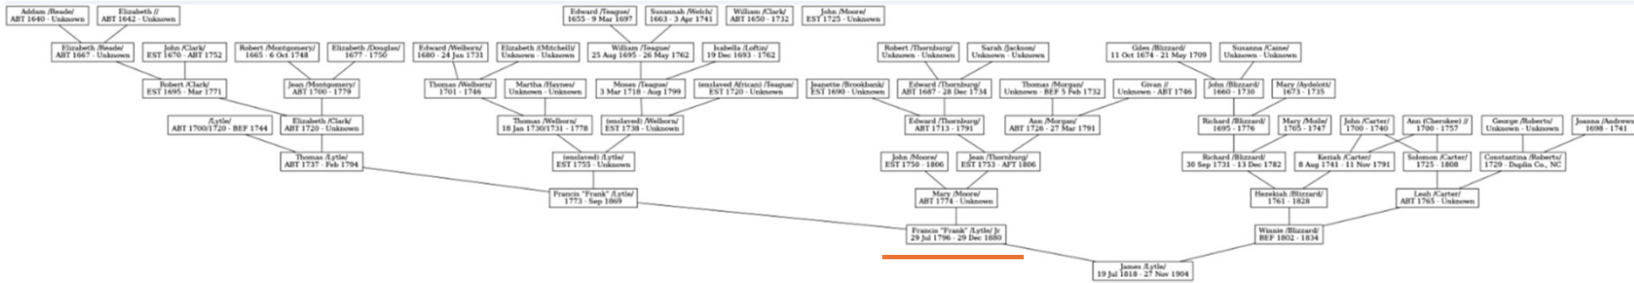 Addam /Reade/
ABT 1640 - Unknown
Elizabeth //
ABT 1642 - Unknown
Edward /Teague/
1655 - 9 Mar 1697
Susannah /Welch/
1663 - 3 Apr 1741
William /Clark/
ABT 1650 - 1732
John /Moore/
EST 1725 - Unknown
Elizabeth /Reade/
ABT 1667 - Unknown
John /Clark/
EST 1670 - ABT 1752
Robert /Montgomery/
1665 - 6 Oct 1748
Elizabeth /Douglas/
1677 - 1750
Edward /Welborn/
1680 - 24 Jun 1731
Elizabeth (Mitchell)/
Unknown - Unknown
William /Teague/
25 Aug 1695 - 26 May 1762
Isabella /Loftin/
19 Dec 1693 - 1762
Robert /Thornburg/
Unknown - Unknown
Sarah /Jackson/
Unknown - Unknown
Giles /Blizzard/
11 Oct 1674 - 21 May 1709
Susanna /Caine/
Unknown - Unknown
Robert /Clark/
EST 1695 - Mar 1771
Jean /Montgomery/
ABT 1700 - 1779
Thomas /Welborn/
1701 - 1746
Martha /Haynes/
Unknown - Unknown
Moses /Teague/
3 Mar 1718 - Aug 1799
(enslaved African) /Teague/
EST 1720 - Unknown
Jeanette /Brookbank/
EST 1690 - Unknown
Edward /Thornburg/
ABT 1687 - 28 Dec 1734
Thomas /Morgan/
Unknown - BEF 5 Feb 1732
Givan //
Unknown - ABT 1746
John /Blizzard/
1660 - 1730
Mary /Aydelott/
1673 - 1735
/Lytle/
ABT 1700/1720 - BEF 1744
Elizabeth /Clark/
ABT 1720 - Unknown
Thomas /Welborn/
18 Jan 1730/1731 - 1778
(enslaved) /Welborn/
EST 1738 - Unknown
Edward /Thornburg/
ABT 1713 - 1791
Ann /Morgan/
ABT 1726 - 27 Mar 1791
Richard /Blizzard/
1695 - 1776
Mary /Moile/
1705 - 1747
John /Carter/
1700 - 1740
Ann (Cherokee) //
1700 - 1757
George /Roberts/
Unknown - Unknown
Joanna /Andrews
1698 - 1741
Thomas /Lytle/
ABT 1737 - Feb 1794
(enslaved) /Lytle/
EST 1755 - Unknown
John /Moore/
EST 1750 - 1806
Jean /Thornburg/
EST 1753 - AFT 1806
Richard /Blizzard/
30 Sep 1731 - 13 Dec 1782
Keziah /Carter/
8 Aug 1741 - 11 Nov 1791
Solomon /Carter/
1725 - 1808
Constantina /Roberts/
1729 - Duplin Co., NC
Francis "Frank" /Lytle/
1773 - Sep 1869
Mary /Moore/
ABT 1774 - Unknown
Hezekiah /Blizzard/
1761 - 1828
Leah /Carter/
ABT 1765 - Unknown
Francis "Frank" /Lytle/ Jr
29 Jul 1796 - 29 Dec 1880
Winnie /Blizzard/
BEF 1802 - 1834
James /Lytle/
19 Jul 1818 - 27 Nov 1904